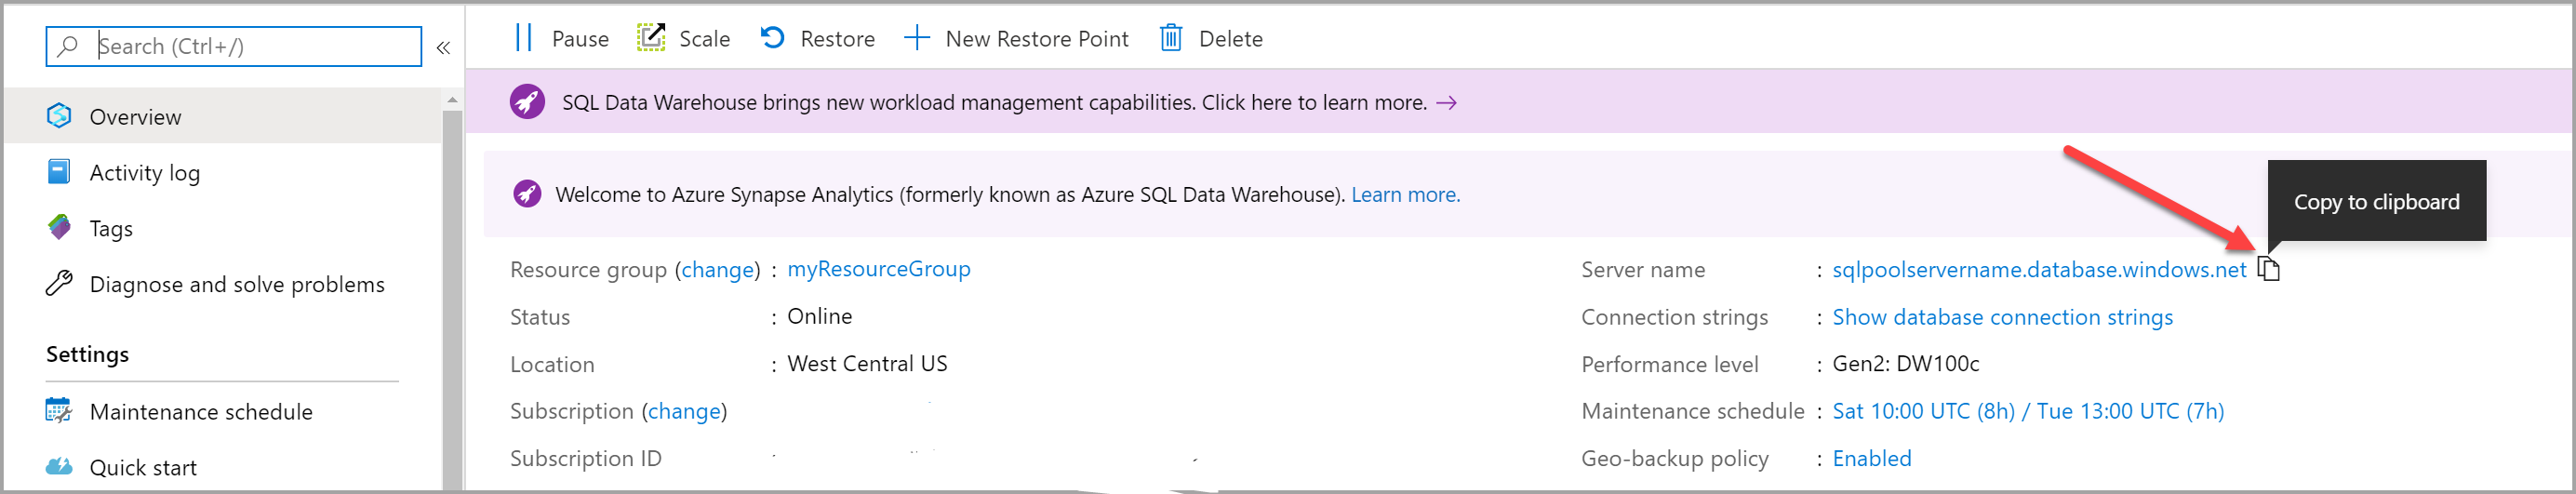 Search (Ctrl+/)
«
Overview
Activity log
Tags
Diagnose and solve problems
Settings
Maintenance schedule
Quick start
Pause
Scale
Restore
New Restore Point
Delete
SQL Data Warehouse brings new workload management capabilities. Click here to learn more. →
Welcome to Azure Synapse Analytics (formerly known as Azure SQL Data Warehouse). Learn more.
Copy to clipboard
Resource group (change) : myResourceGroup
Status : Online
Location : West Central US
Subscription (change)
Subscription ID
Server name : sqlpoolservername.database.windows.net
Connection strings : Show database connection strings
Performance level : Gen2: DW100c
Maintenance schedule : Sat 10:00 UTC (8h) / Tue 13:00 UTC (7h)
Geo-backup policy : Enabled